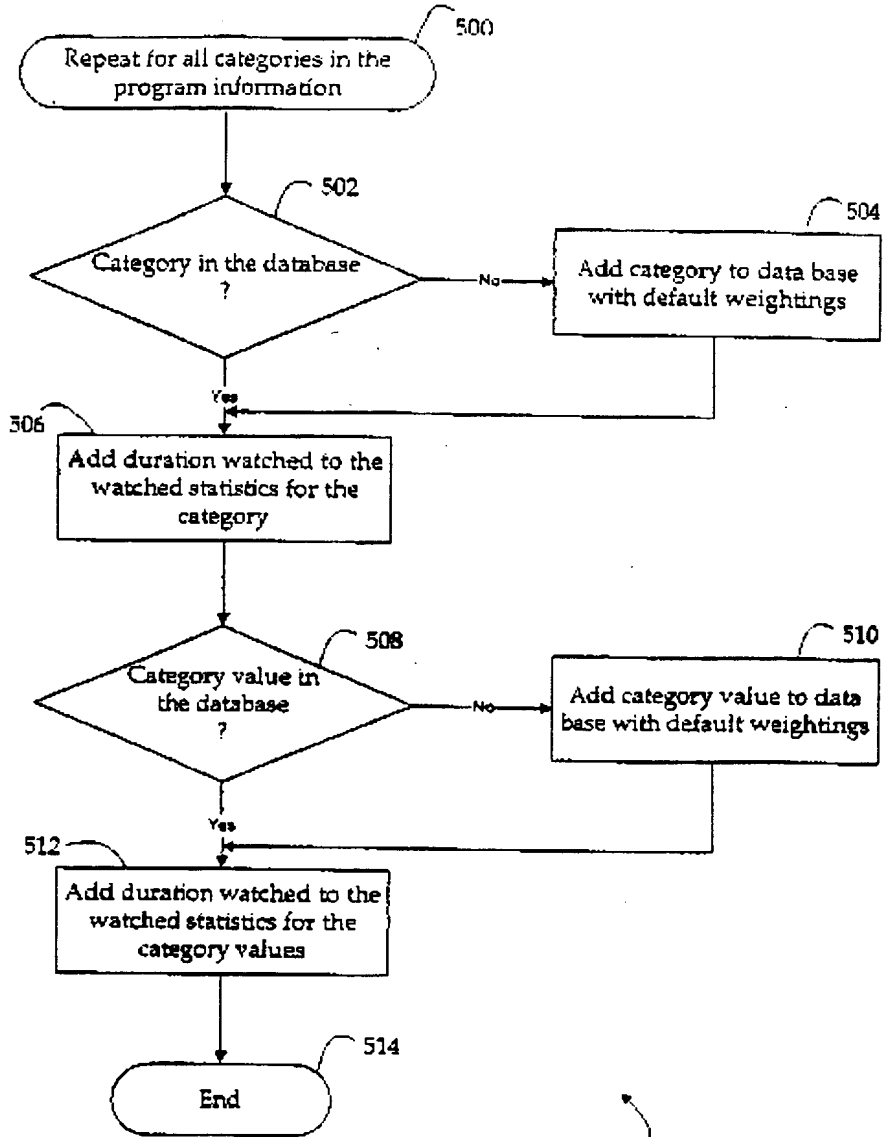 500
Repeat for all categories in the
program information
502
Category in the database
?
No
504
Add category to data base
with default weightings
Yes
506
Add duration watched to the
watched statistics for the
category
508
Category value in
the database
?
No
510
Add category value to data
base with default weightings
Yes
512
Add duration watched to the
watched statistics for the
category values
514
End